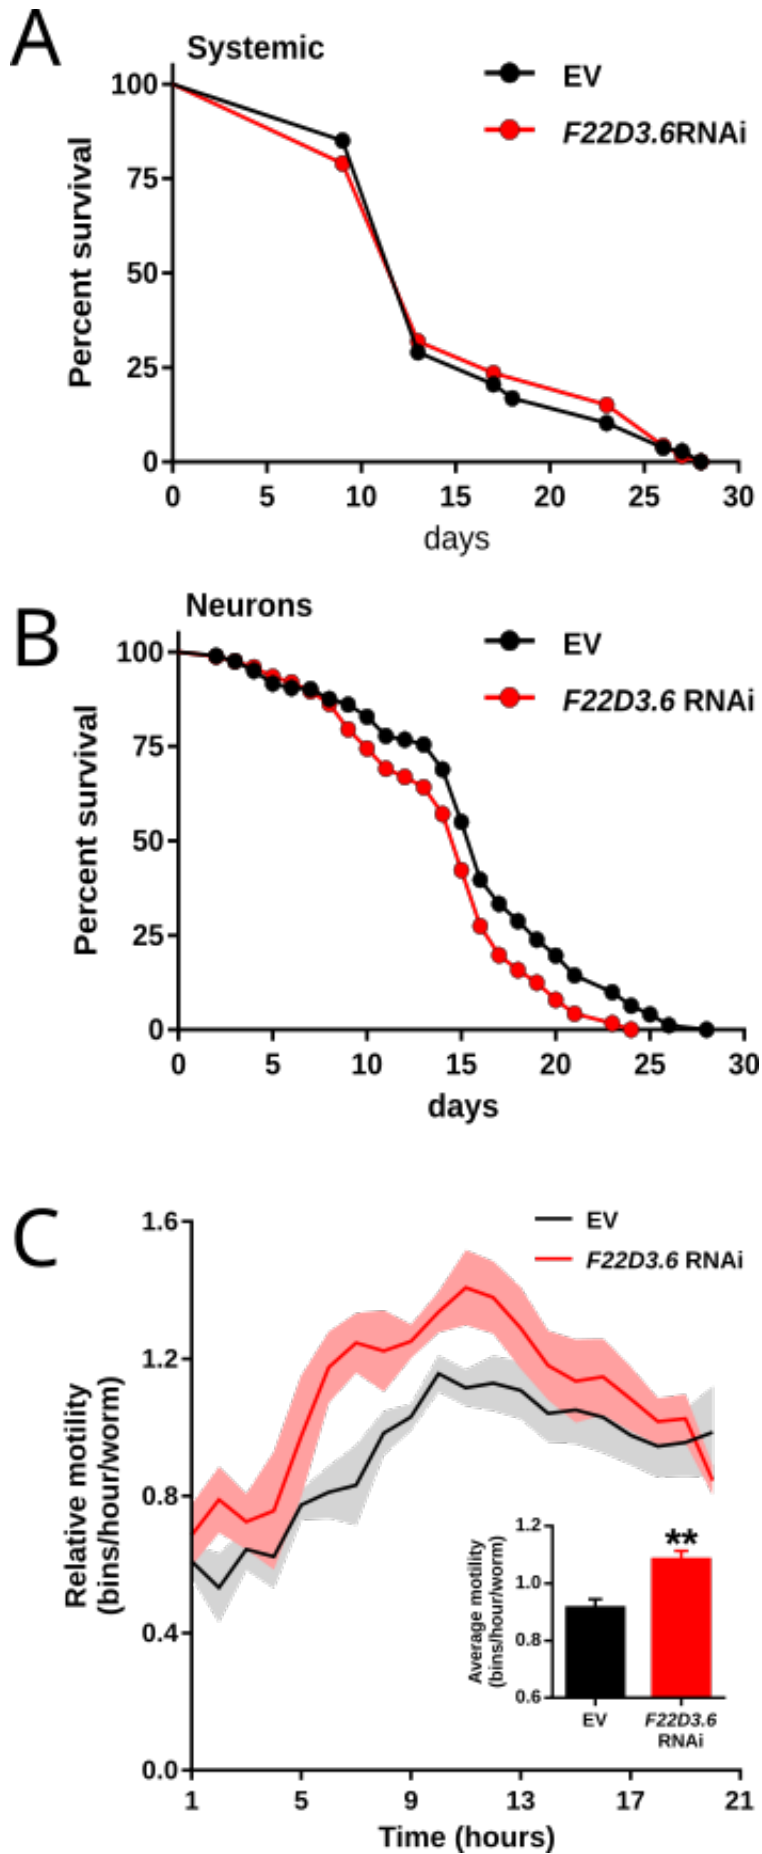 A
Systemic
EV
F22D3.6RNAi
100
75
50
25
0
Percent survival
0 5 10 15 20 25 30
days
B
Neurons
EV
F22D3.6 RNAi
100
75
50
25
0
Percent survival
0 5 10 15 20 25 30
days
C
EV
F22D3.6 RNAi
1.6
1.2
0.8
0.4
0.0
Relative motility
(bins/hour/worm)
1 5 9 13 17 21
Time (hours)
1.2
1.0
0.8
0.6
Average motility
(bins/hour/worm)
**
EV
F22D3.6
RNAi